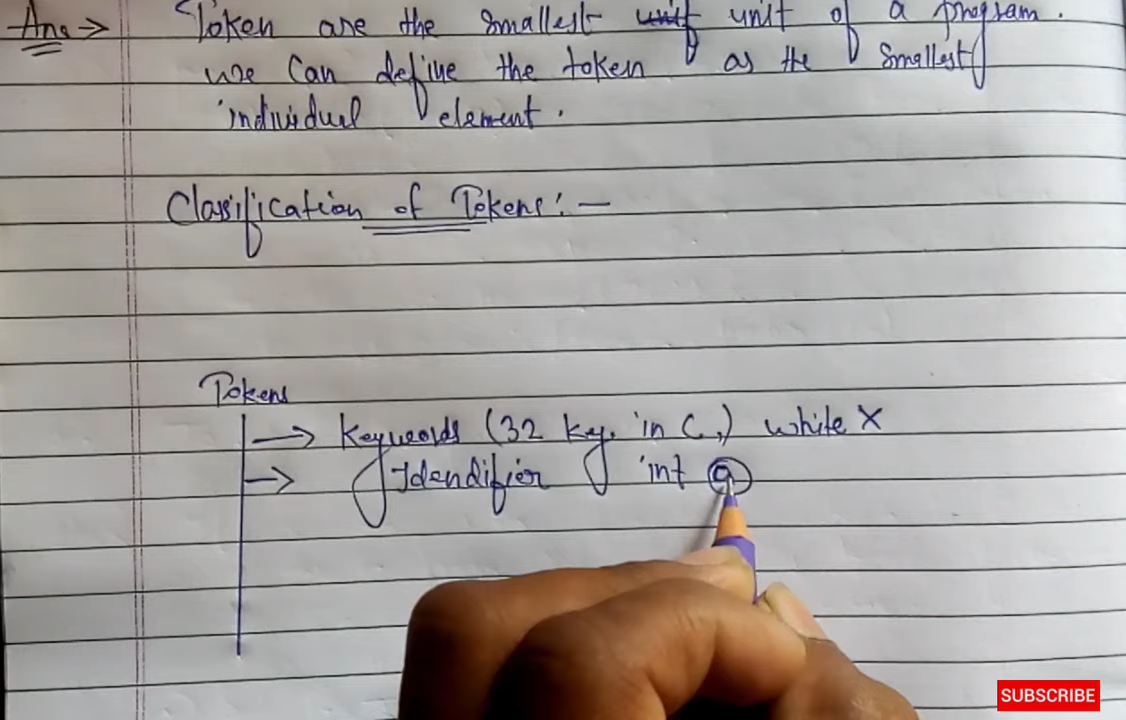 Ans → Token are the smallest unit unit of a program.
we can define the token as the smallest
individual element.
Classification of Tokens:-
Tokens
→ Keywords (32 key. in C,) while X
→ Idendifier int a
SUBSCRIBE